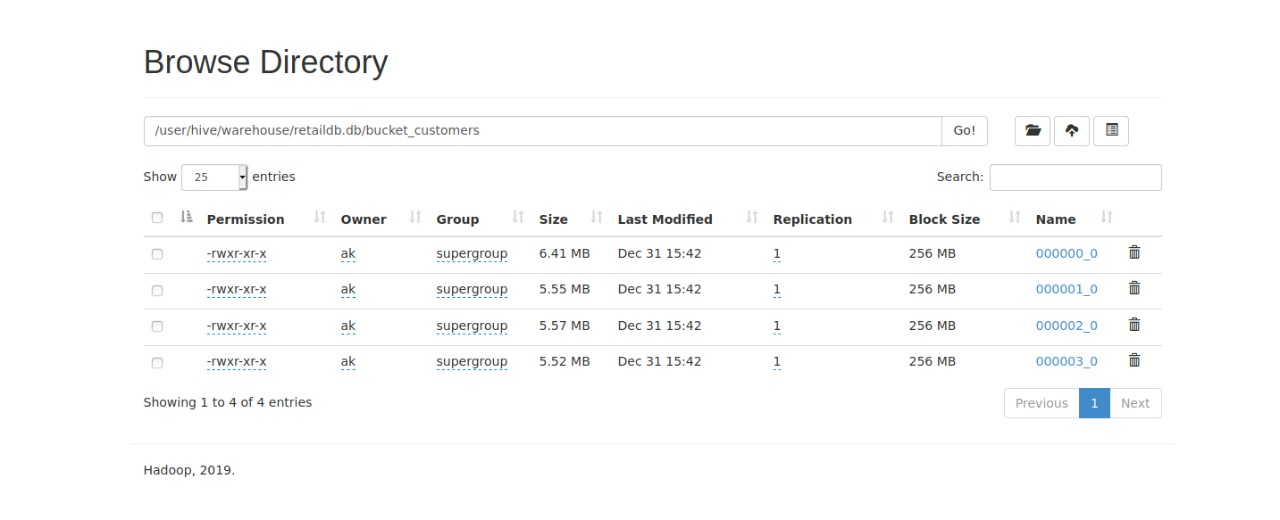 Browse Directory
/user/hive/warehouse/retaildb.db/bucket_customers Go!
Show 25 entries Search:
Permission Owner Group Size Last Modified Replication Block Size Name
-rwxr-xr-x ak supergroup 6.41 MB Dec 31 15:42 1 256 MB 000000_0
-rwxr-xr-x ak supergroup 5.55 MB Dec 31 15:42 1 256 MB 000001_0
-rwxr-xr-x ak supergroup 5.57 MB Dec 31 15:42 1 256 MB 000002_0
-rwxr-xr-x ak supergroup 5.52 MB Dec 31 15:42 1 256 MB 000003_0
Showing 1 to 4 of 4 entries Previous 1 Next
Hadoop, 2019.